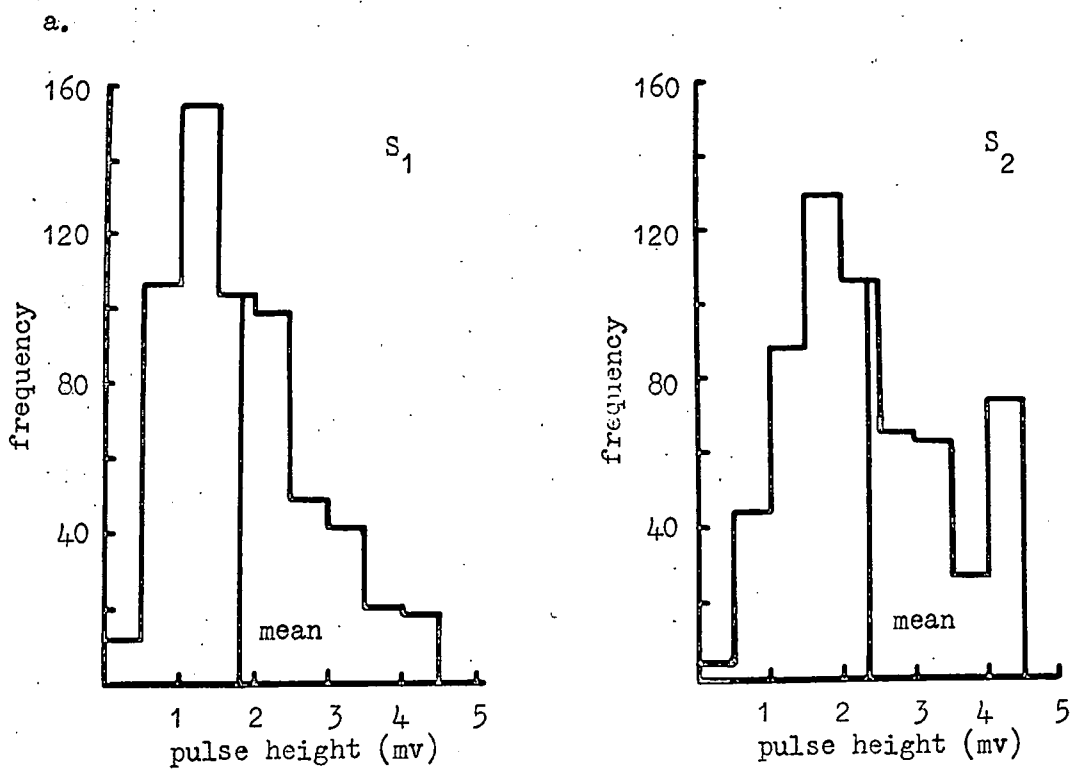 a.
160
120
80
40
frequency
S1
mean
1 2 3 4 5
pulse height (mv)
160
120
80
40
frequency
S2
mean
1 2 3 4 5
pulse height (mv)